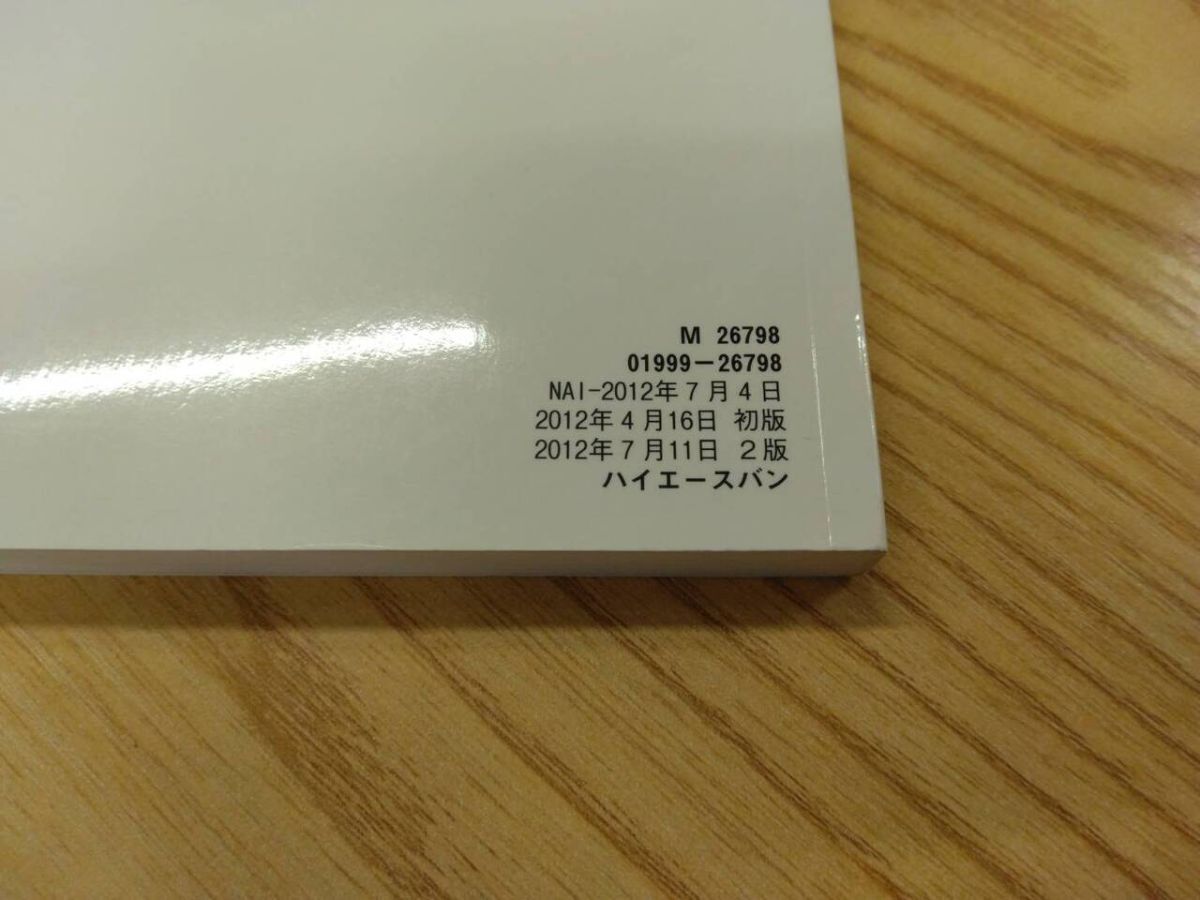 M 26798
01999-26798
NAI-2012年7月4日
2012年4月16日 初版
2012年7月11日 2版
ハイエースバン